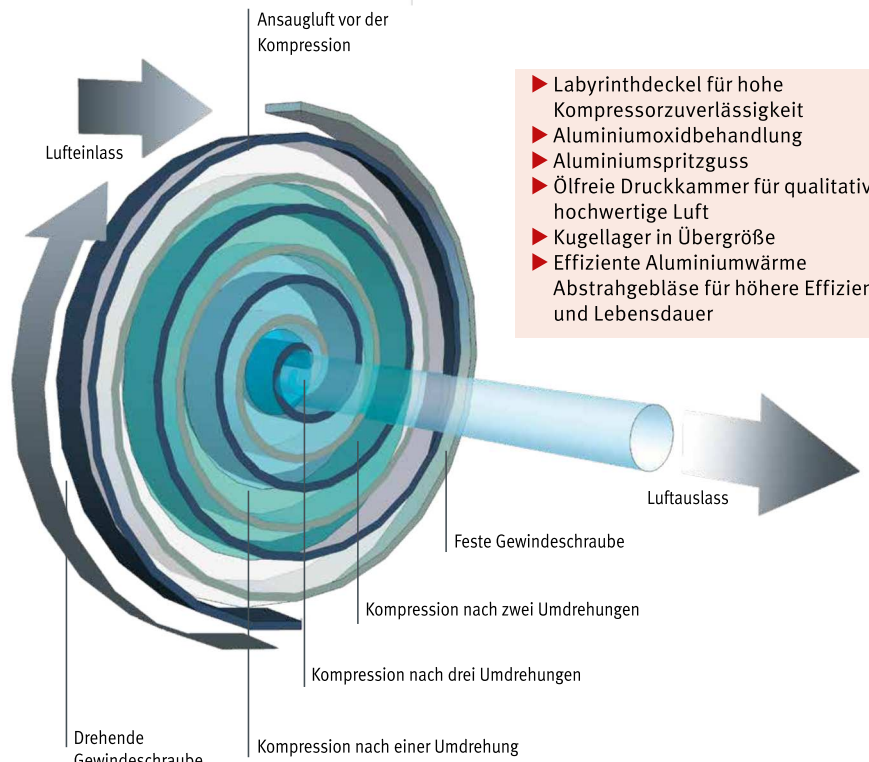 Ansaugluft vor der
Kompression
Lufteinlass
▶ Labyrinthdeckel für hohe
Kompressorzuverlässigkeit
▶ Aluminiumoxidbehandlung
▶ Aluminiumspritzguss
▶ Ölfreie Druckkammer für qualitativ
hochwertige Luft
▶ Kugellager in Übergröße
▶ Effiziente Aluminiumwärme
Abstrahgebläse für höhere Effizien
und Lebensdauer
Luftauslass
Feste Gewindeschraube
Kompression nach zwei Umdrehungen
Kompression nach drei Umdrehungen
Drehende
Gewindeschraube
Kompression nach einer Umdrehung